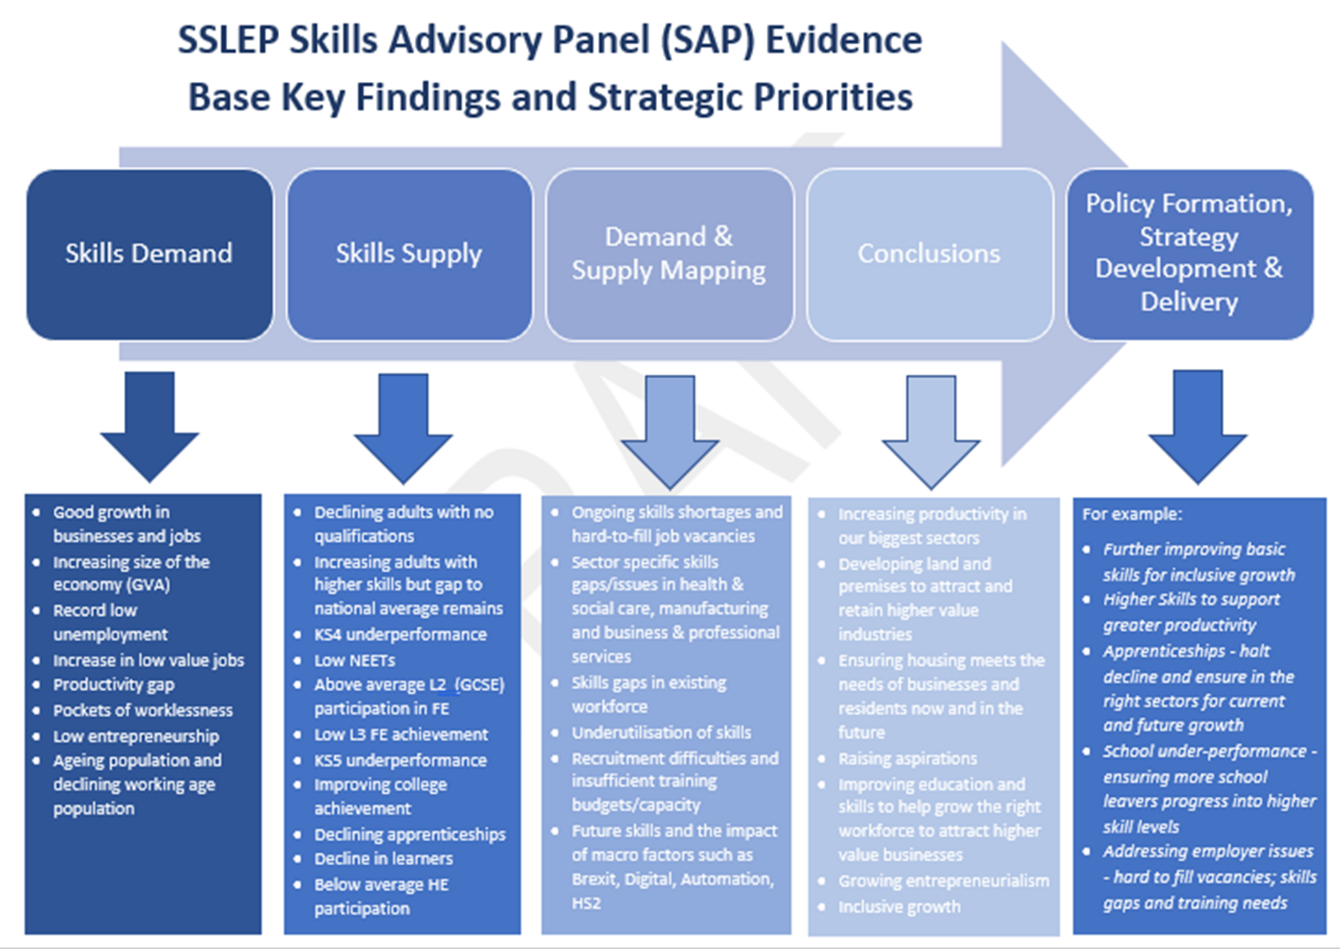 SSLEP Skills Advisory Panel (SAP) Evidence
Base Key Findings and Strategic Priorities
Skills Demand
Skills Supply
Demand &
Supply Mapping
Conclusions
Policy Formation,
Strategy
Development &
Delivery
• Good growth in
businesses and jobs
• Increasing size of the
economy (GVA)
• Record low
unemployment
• Increase in low value jobs
• Productivity gap
• Pockets of worklessness
• Low entrepreneurship
• Ageing population and
declining working age
population
• Declining adults with no
qualifications
• Increasing adults with
higher skills but gap to
national average remains
• KS4 underperformance
• Low NEETs
• Above average L2 (GCSE)
participation in FE
• Low L3 FE achievement
• KS5 underperformance
• Improving college
achievement
• Declining apprenticeships
• Decline in learners
• Below average HE
participation
• Ongoing skills shortages and
hard-to-fill job vacancies
• Sector specific skills
gaps/issues in health &
social care, manufacturing
and business & professional
services
• Skills gaps in existing
workforce
• Underutilisation of skills
• Recruitment difficulties and
insufficient training
budgets/capacity
• Future skills and the impact
of macro factors such as
Brexit, Digital, Automation,
HS2
• Increasing productivity in
our biggest sectors
• Developing land and
premises to attract and
retain higher value
industries
• Ensuring housing meets the
needs of businesses and
residents now and in the
future
• Raising aspirations
• Improving education and
skills to help grow the right
workforce to attract higher
value businesses
• Growing entrepreneurialism
• Inclusive growth
For example:
• Further improving basic
skills for inclusive growth
• Higher Skills to support
greater productivity
• Apprenticeships - halt
decline and ensure in the
right sectors for current
and future growth
• School under-performance -
ensuring more school
leavers progress into higher
skill levels
• Addressing employer issues
- hard to fill vacancies; skills
gaps and training needs